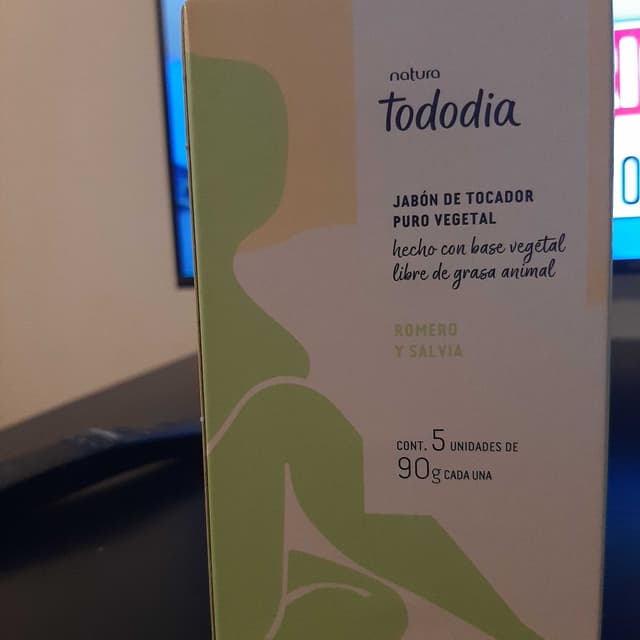 natura
tododia
JABÓN DE TOCADOR
PURO VEGETAL
hecho con base vegetal
libre de grasa animal
ROMERO
Y SALVIA
CONT. 5 UNIDADES DE
90g CADA UNA